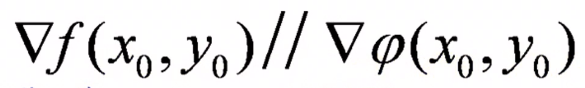 ∇f(x₀, y₀)// ∇φ(x₀, y₀)